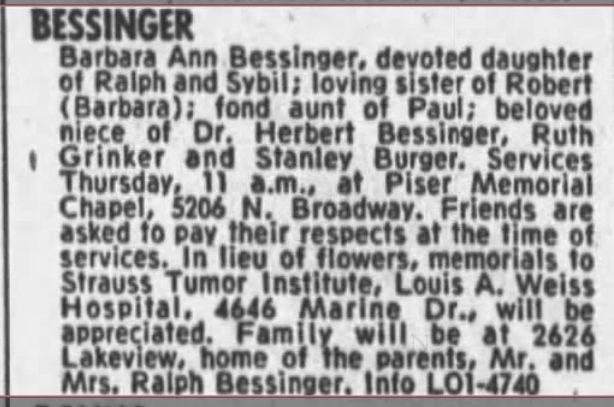 BESSINGER
Barbara Ann Bessinger, devoted daughter
of Ralph and Sybil; loving sister of Robert
(Barbara); fond aunt of Paul; beloved
niece of Dr. Herbert Bessinger, Ruth
Grinker and Stanley Burger. Services
Thursday, 11 a.m., at Piser Memorial
Chapel, 5206 N. Broadway. Friends are
asked to pay their respects at the time of
services. In lieu of flowers, memorials to
Strauss Tumor Institute, Louis A. Weiss
Hospital, 4646 Marine Dr., will be
appreciated. Family will be at 2626
Lakeview, home of the parents, Mr. and
Mrs. Ralph Bessinger. Info LO1-4740